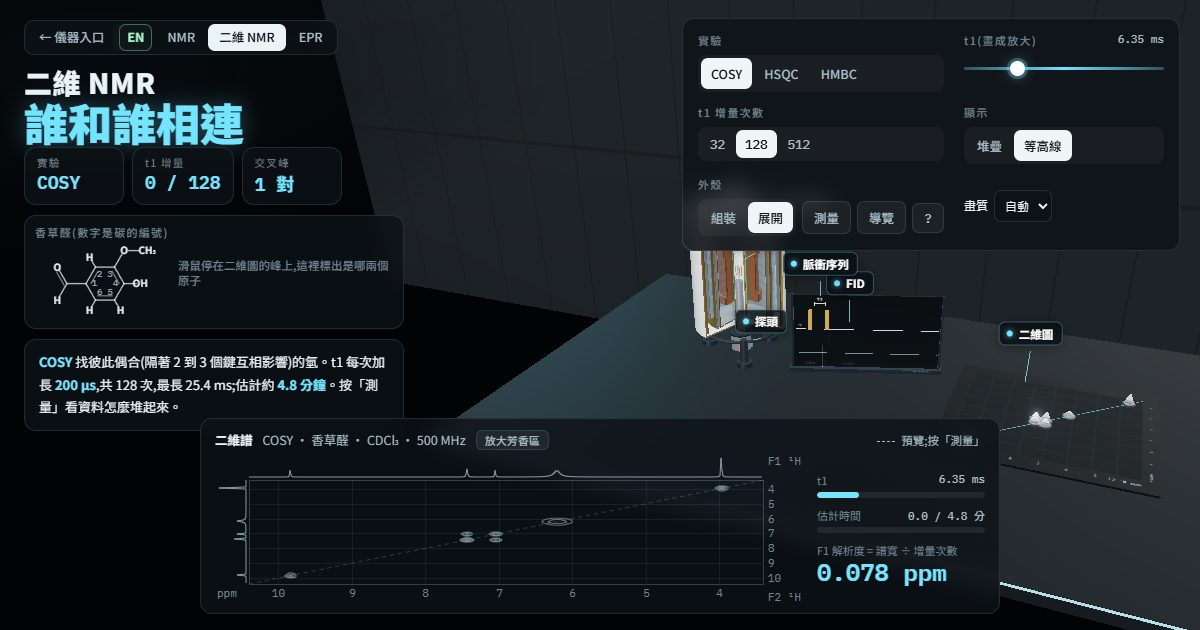 ← 儀器入口 EN NMR 二維 NMR EPR
二維 NMR
誰和誰相連
實驗
COSY
t1 增量
0 / 128
交叉峰
1 對
香草醛(數字是碳的編號)
O CH₃
H
O
2 3
1 4
6 5
OH
H
H H
滑鼠停在二維圖的峰上,這裡標出是哪兩個
原子
COSY 找彼此偶合(隔著 2 到 3 個鍵互相影響)的氫。t1 每次加
長 200 µs,共 128 次,最長 25.4 ms;估計約 4.8 分鐘。按「測
量」看資料怎麼堆起來。
實驗
COSY HSQC HMBC
t1(畫成放大) 6.35 ms
t1 增量次數
32 128 512
顯示
堆疊 等高線
外殼
組裝 展開 測量 導覽 ?
畫質 自動
脈衝序列
FID
探頭
二維圖
二維譜 COSY · 香草醛 · CDCl₃ · 500 MHz 放大芳香區
預覽;按「測量」
F1 ¹H
4
5
6
7
8
9
10
ppm 10 9 8 7 6 5 4
F2 ¹H
t1 6.35 ms
估計時間 0.0 / 4.8 分
F1 解析度 = 譜寬 ÷ 增量次數
0.078 ppm